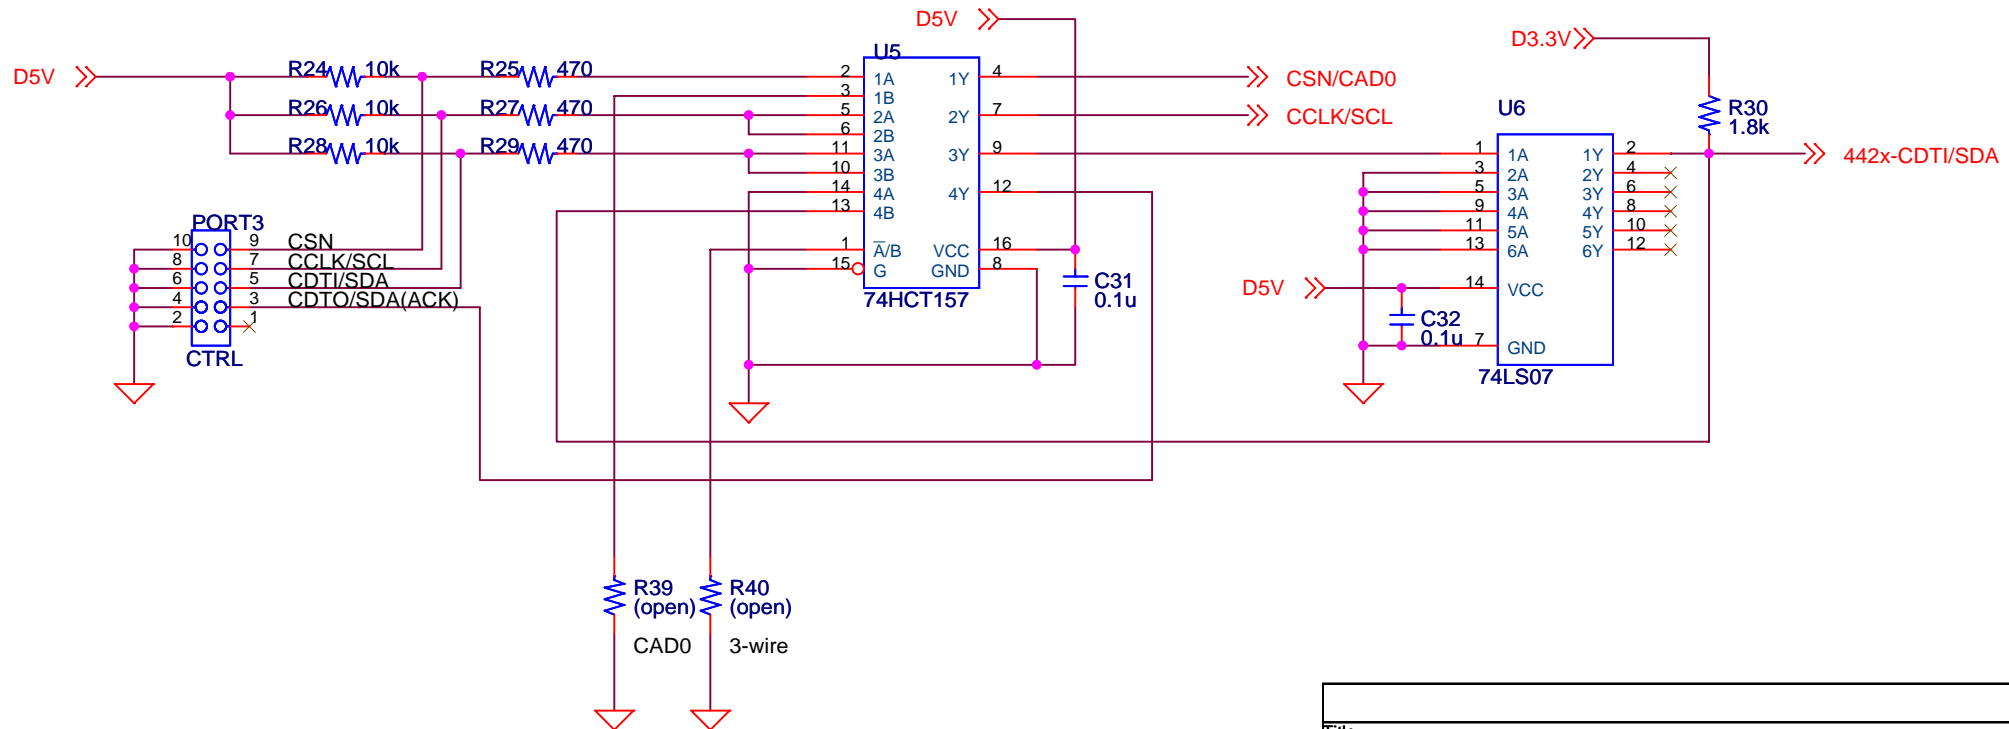 D5V
D5V
D3.3V
R24 10k
R25 470
R26 10k
R27 470
R28 10k
R29 470
U5
2 1A
3 1B
5 2A
6 2B
11 3A
10 3B
14 4A
13 4B
1 A/B
15 G
1Y 4
2Y 7
3Y 9
4Y 12
VCC 16
GND 8
74HCT157
C31
0.1u
CSN/CAD0
CCLK/SCL
U6
1 1A
3 2A
5 3A
9 4A
11 5A
13 6A
14 VCC
7 GND
1Y 2
2Y 4
3Y 6
4Y 8
5Y 10
6Y 12
74LS07
R30
1.8k
442x-CDTI/SDA
D5V
C32
0.1u
PORT3
10 9 CSN
8 7 CCLK/SCL
6 5 CDTI/SDA
4 3 CDTO/SDA(ACK)
2 1
CTRL
R39
(open)
CAD0
R40
(open)
3-wire